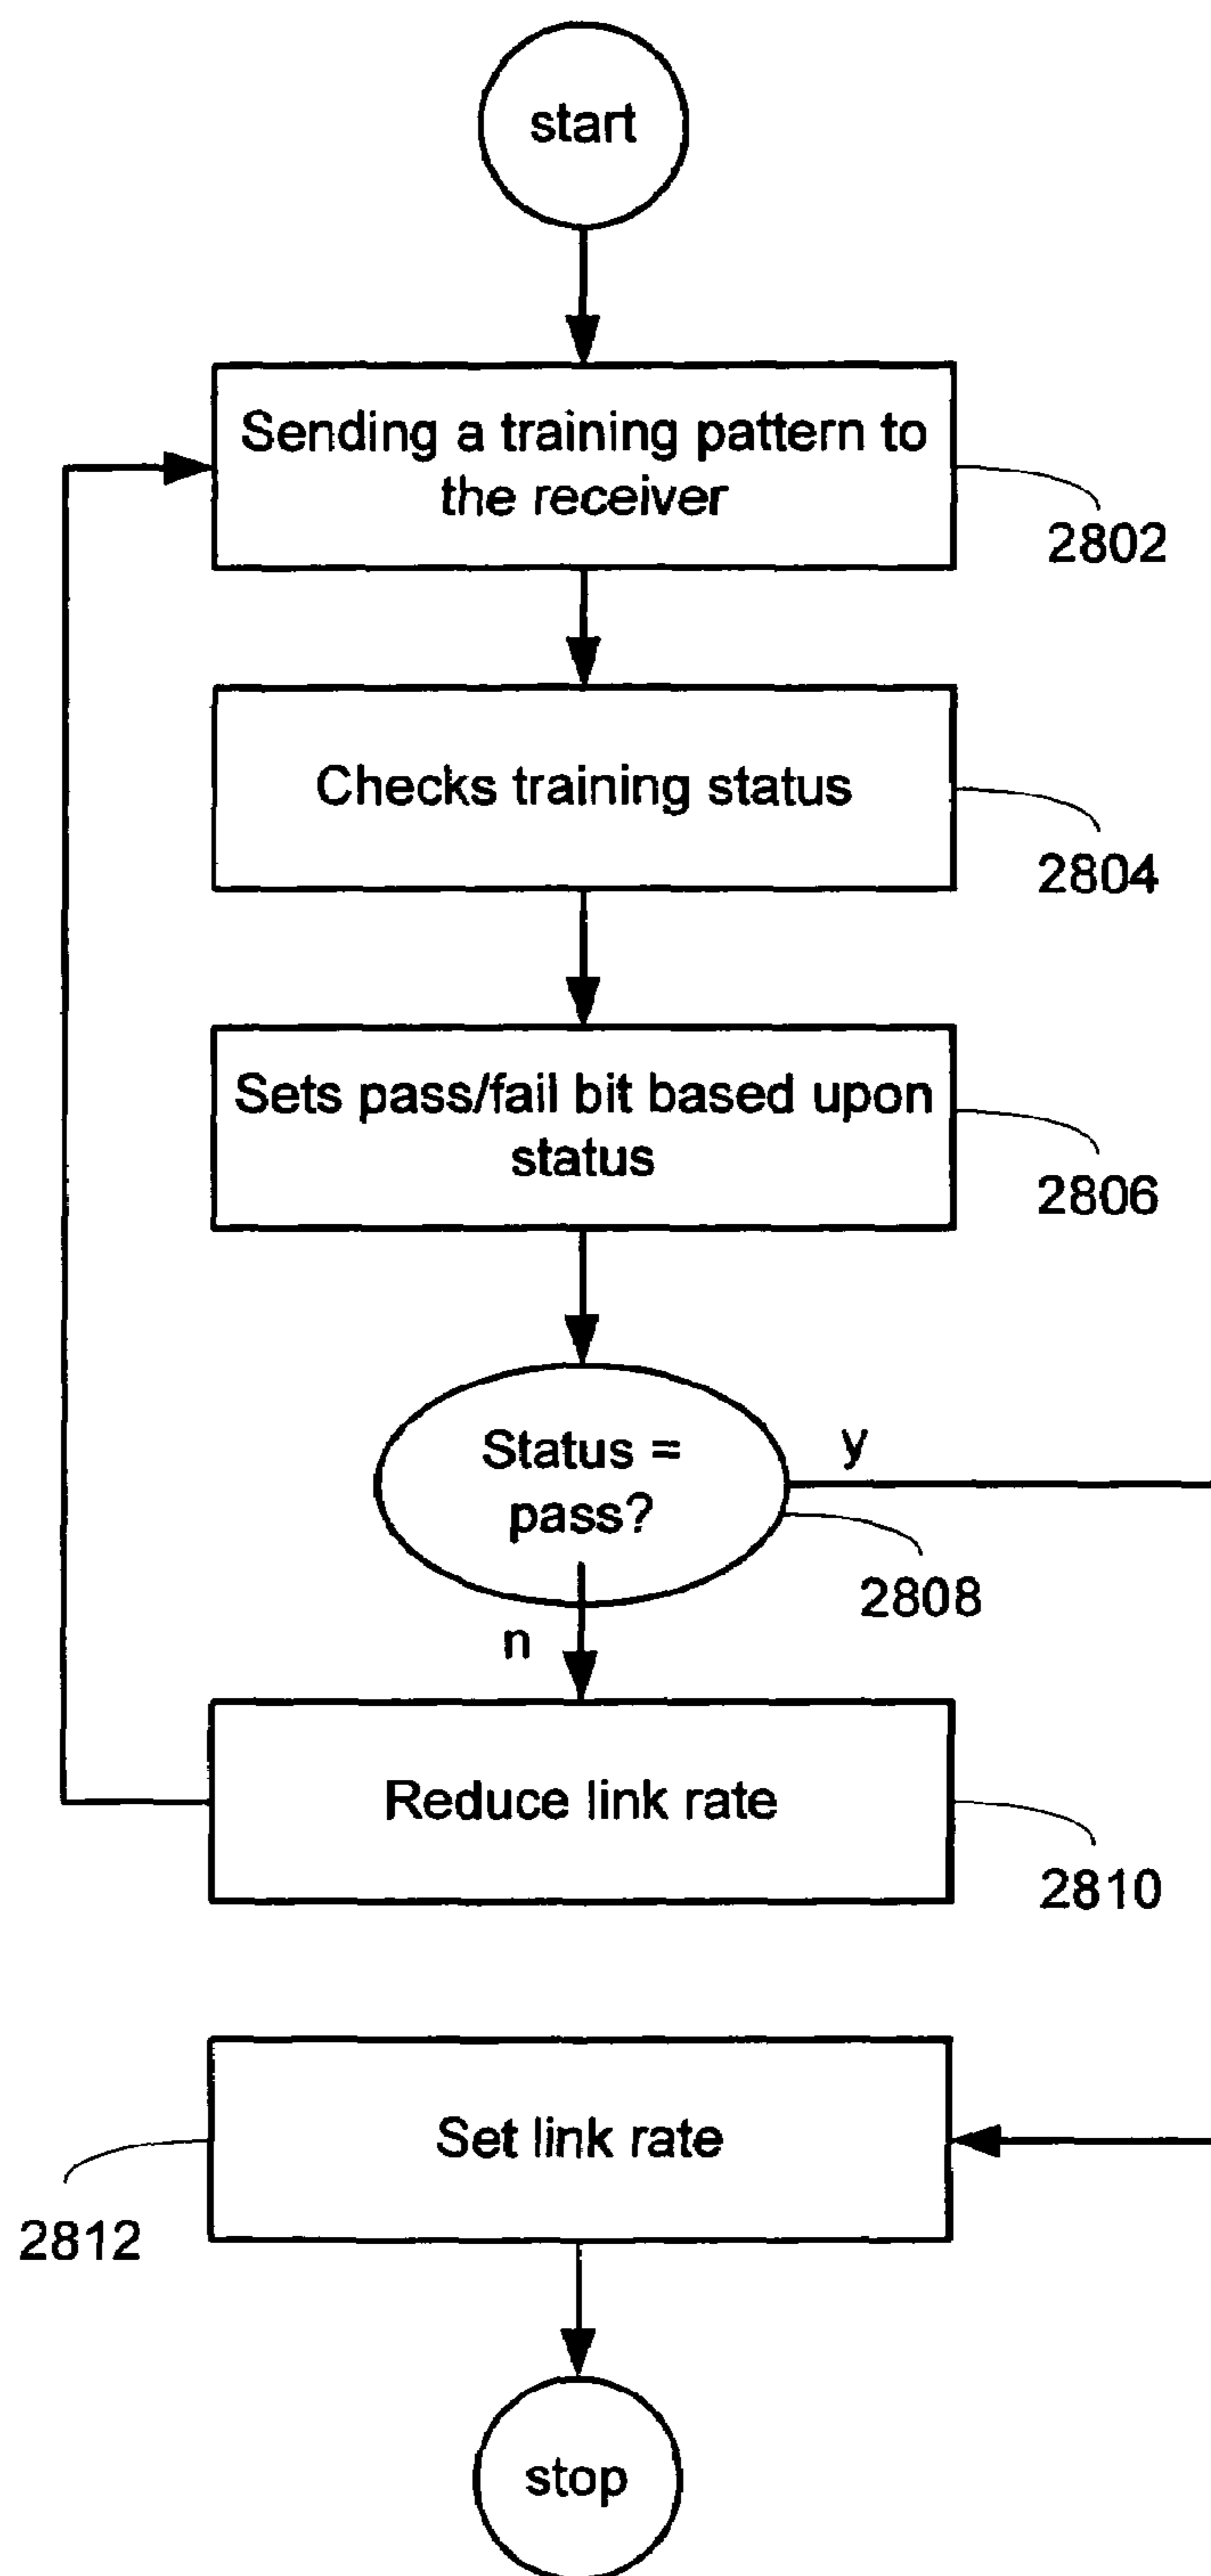 start
Sending a training pattern to
the receiver
2802
Checks training status
2804
Sets pass/fail bit based upon
status
2806
Status =
pass?
y
2808
n
Reduce link rate
2810
Set link rate
2812
stop